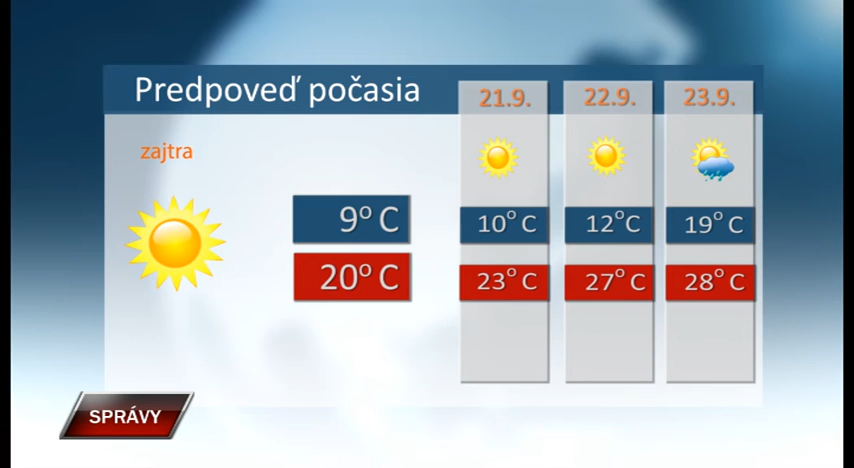 Predpoveď počasia
zajtra
9° C
20° C
21.9.
10° C
23° C
22.9.
12°C
27° C
23.9.
19° C
28° C
SPRÁVY